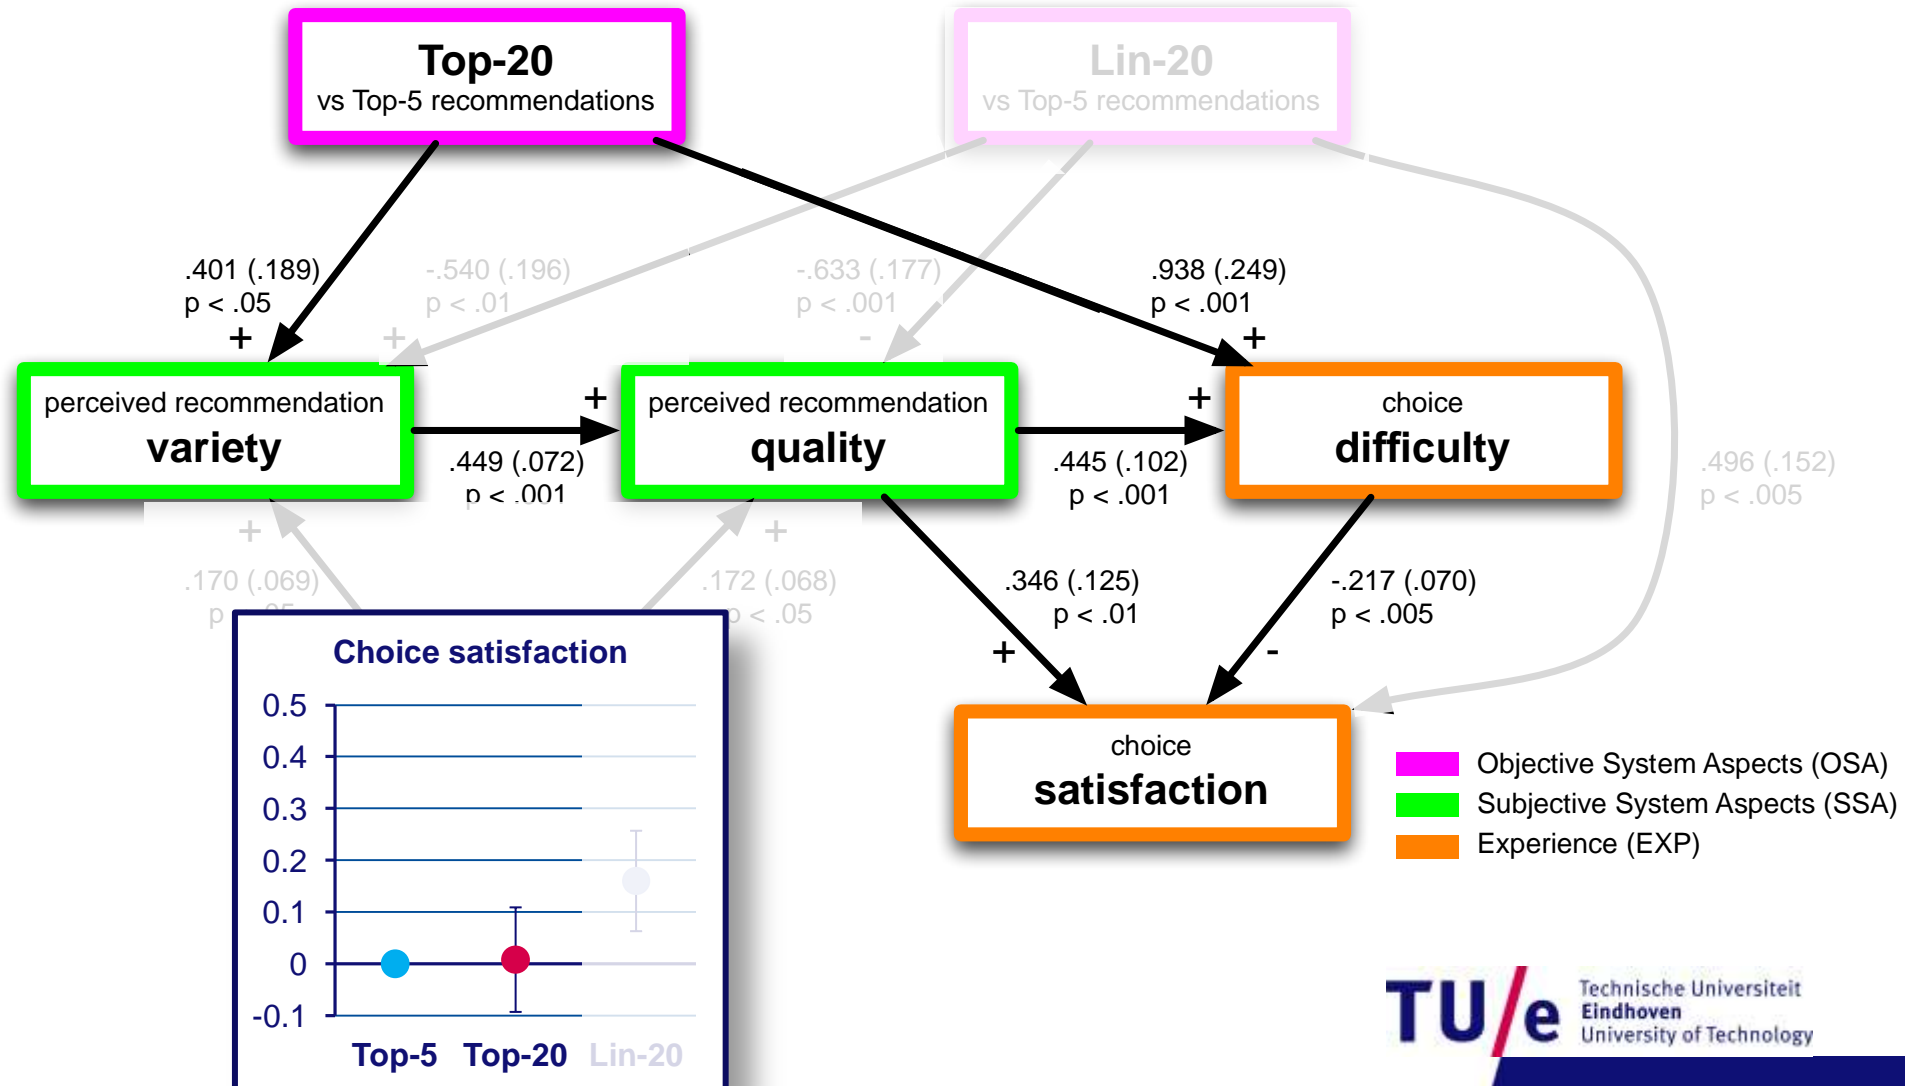 Top-20
vs Top-5 recommendations
Lin-20
vs Top-5 recommendations
.401 (.189)
p < .05
+
-.540 (.196)
p < .01
+
-.633 (.177)
p < .001
-
.938 (.249)
p < .001
+
perceived recommendation
variety
+
.449 (.072)
p < .001
perceived recommendation
quality
+
.445 (.102)
p < .001
choice
difficulty
.496 (.152)
p < .005
+
.170 (.069)
p
+
.172 (.068)
p < .05
.346 (.125)
p < .01
+
-.217 (.070)
p < .005
-
choice
satisfaction
Choice satisfaction
0.5
0.4
0.3
0.2
0.1
0
-0.1
Top-5 Top-20 Lin-20
Objective System Aspects (OSA)
Subjective System Aspects (SSA)
Experience (EXP)
TU/e
Technische Universiteit
Eindhoven
University of Technology